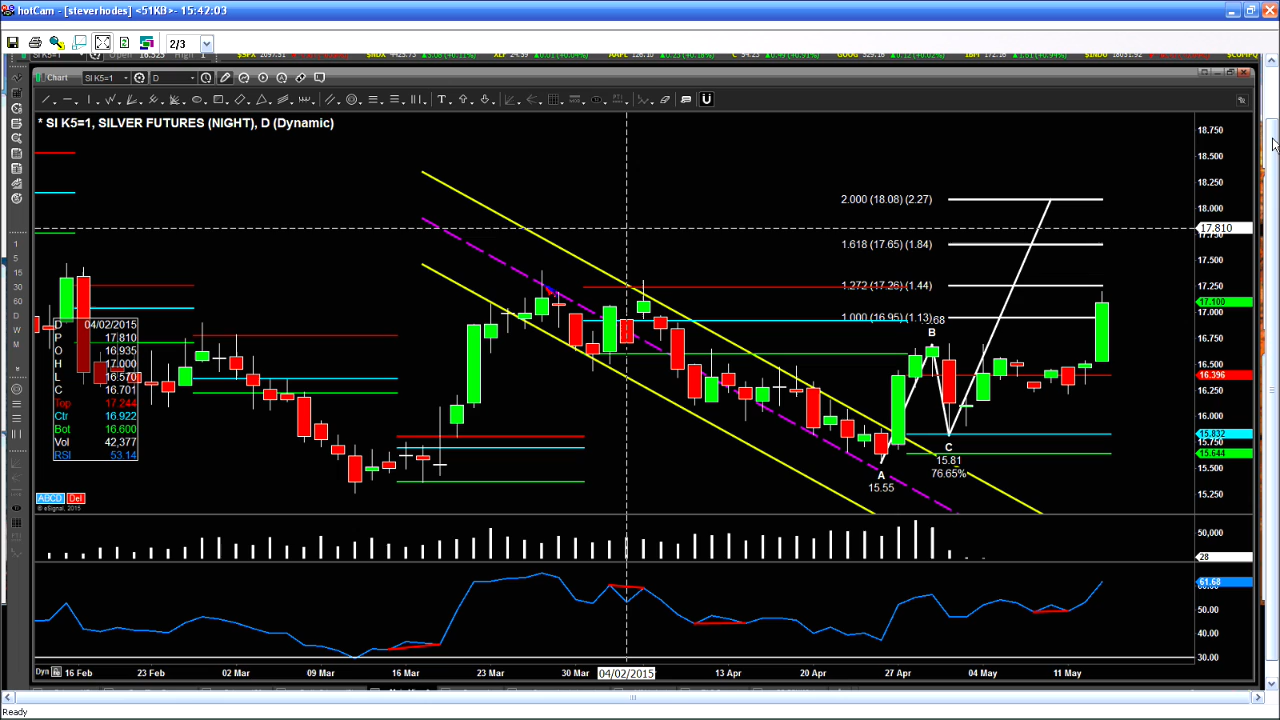 hotCam - [steverhodes] <51KB>- 15:42:03
2/3
Chart SI K5=1 D
* SI K5=1, SILVER FUTURES (NIGHT), D (Dynamic)
18.750
18.500
18.250
18.000
17.810
17.500
17.250
17.100
17.000
16.750
16.500
16.396
16.250
16.000
15.832
15.750
15.644
15.500
15.250
2.000 (18.08) (2.27)
1.618 (17.65) (1.84)
1.272 (17.26) (1.44)
1.000 (16.95) (1.13)
B
C
15.81
76.65%
A
15.55
1
5
15
30
60
D
W
M
D 04/02/2015
P 17.810
O 16.935
H 17.000
L 16.570
C 16.701
Top 17.244
Ctr 16.922
Bot 16.600
Vol 42,377
RSI 53.14
ABCD Del
© eSignal, 2015
50,000
28
61.68
50.00
40.00
30.00
Dyn 16 Feb 23 Feb 02 Mar 09 Mar 16 Mar 23 Mar 30 Mar 04/02/2015 13 Apr 20 Apr 27 Apr 04 May 11 May
Ready